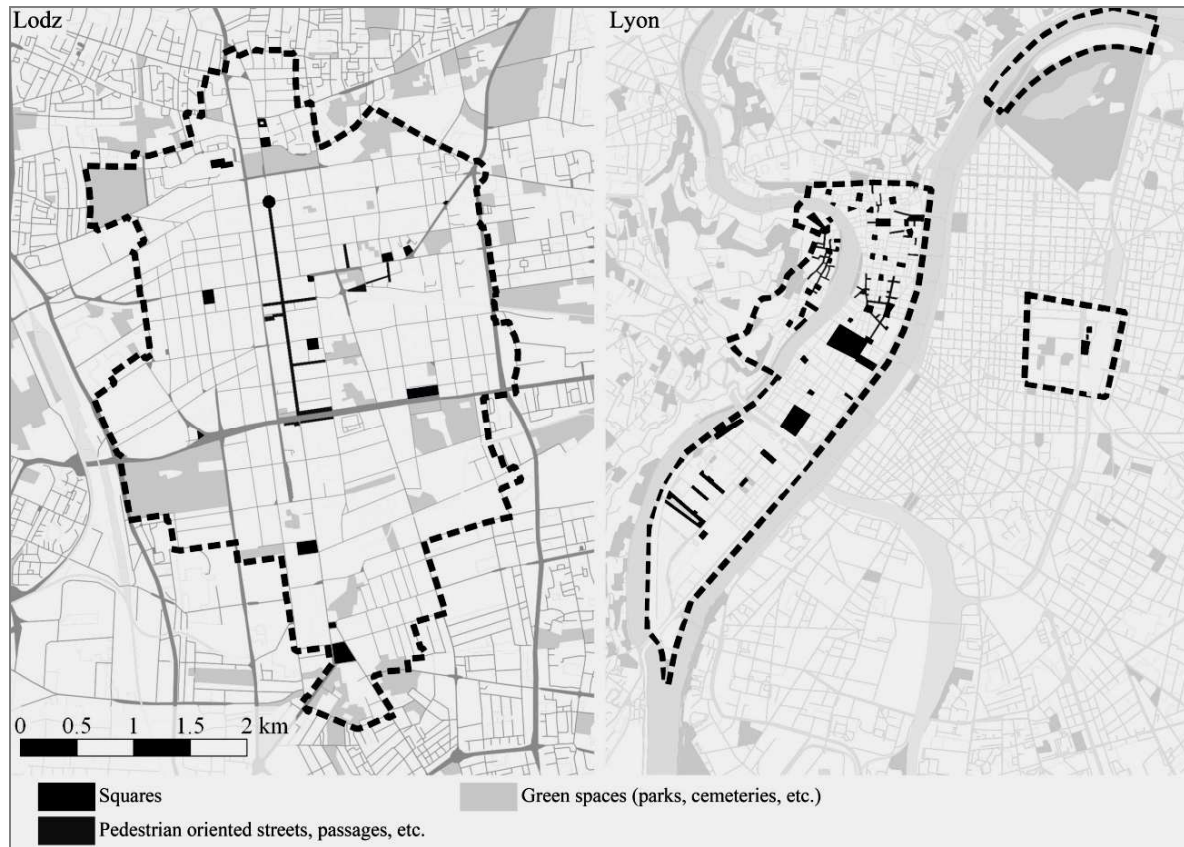 Lodz
Lyon
0 0.5 1 1.5 2 km
Squares
Green spaces (parks, cemeteries, etc.)
Pedestrian oriented streets, passages, etc.